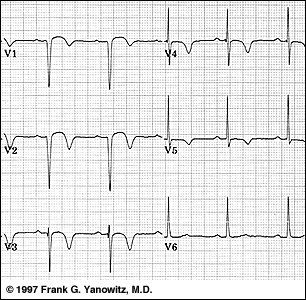 V1 V4
V2 V5
V3 V6
© 1997 Frank G. Yanowitz, M.D.